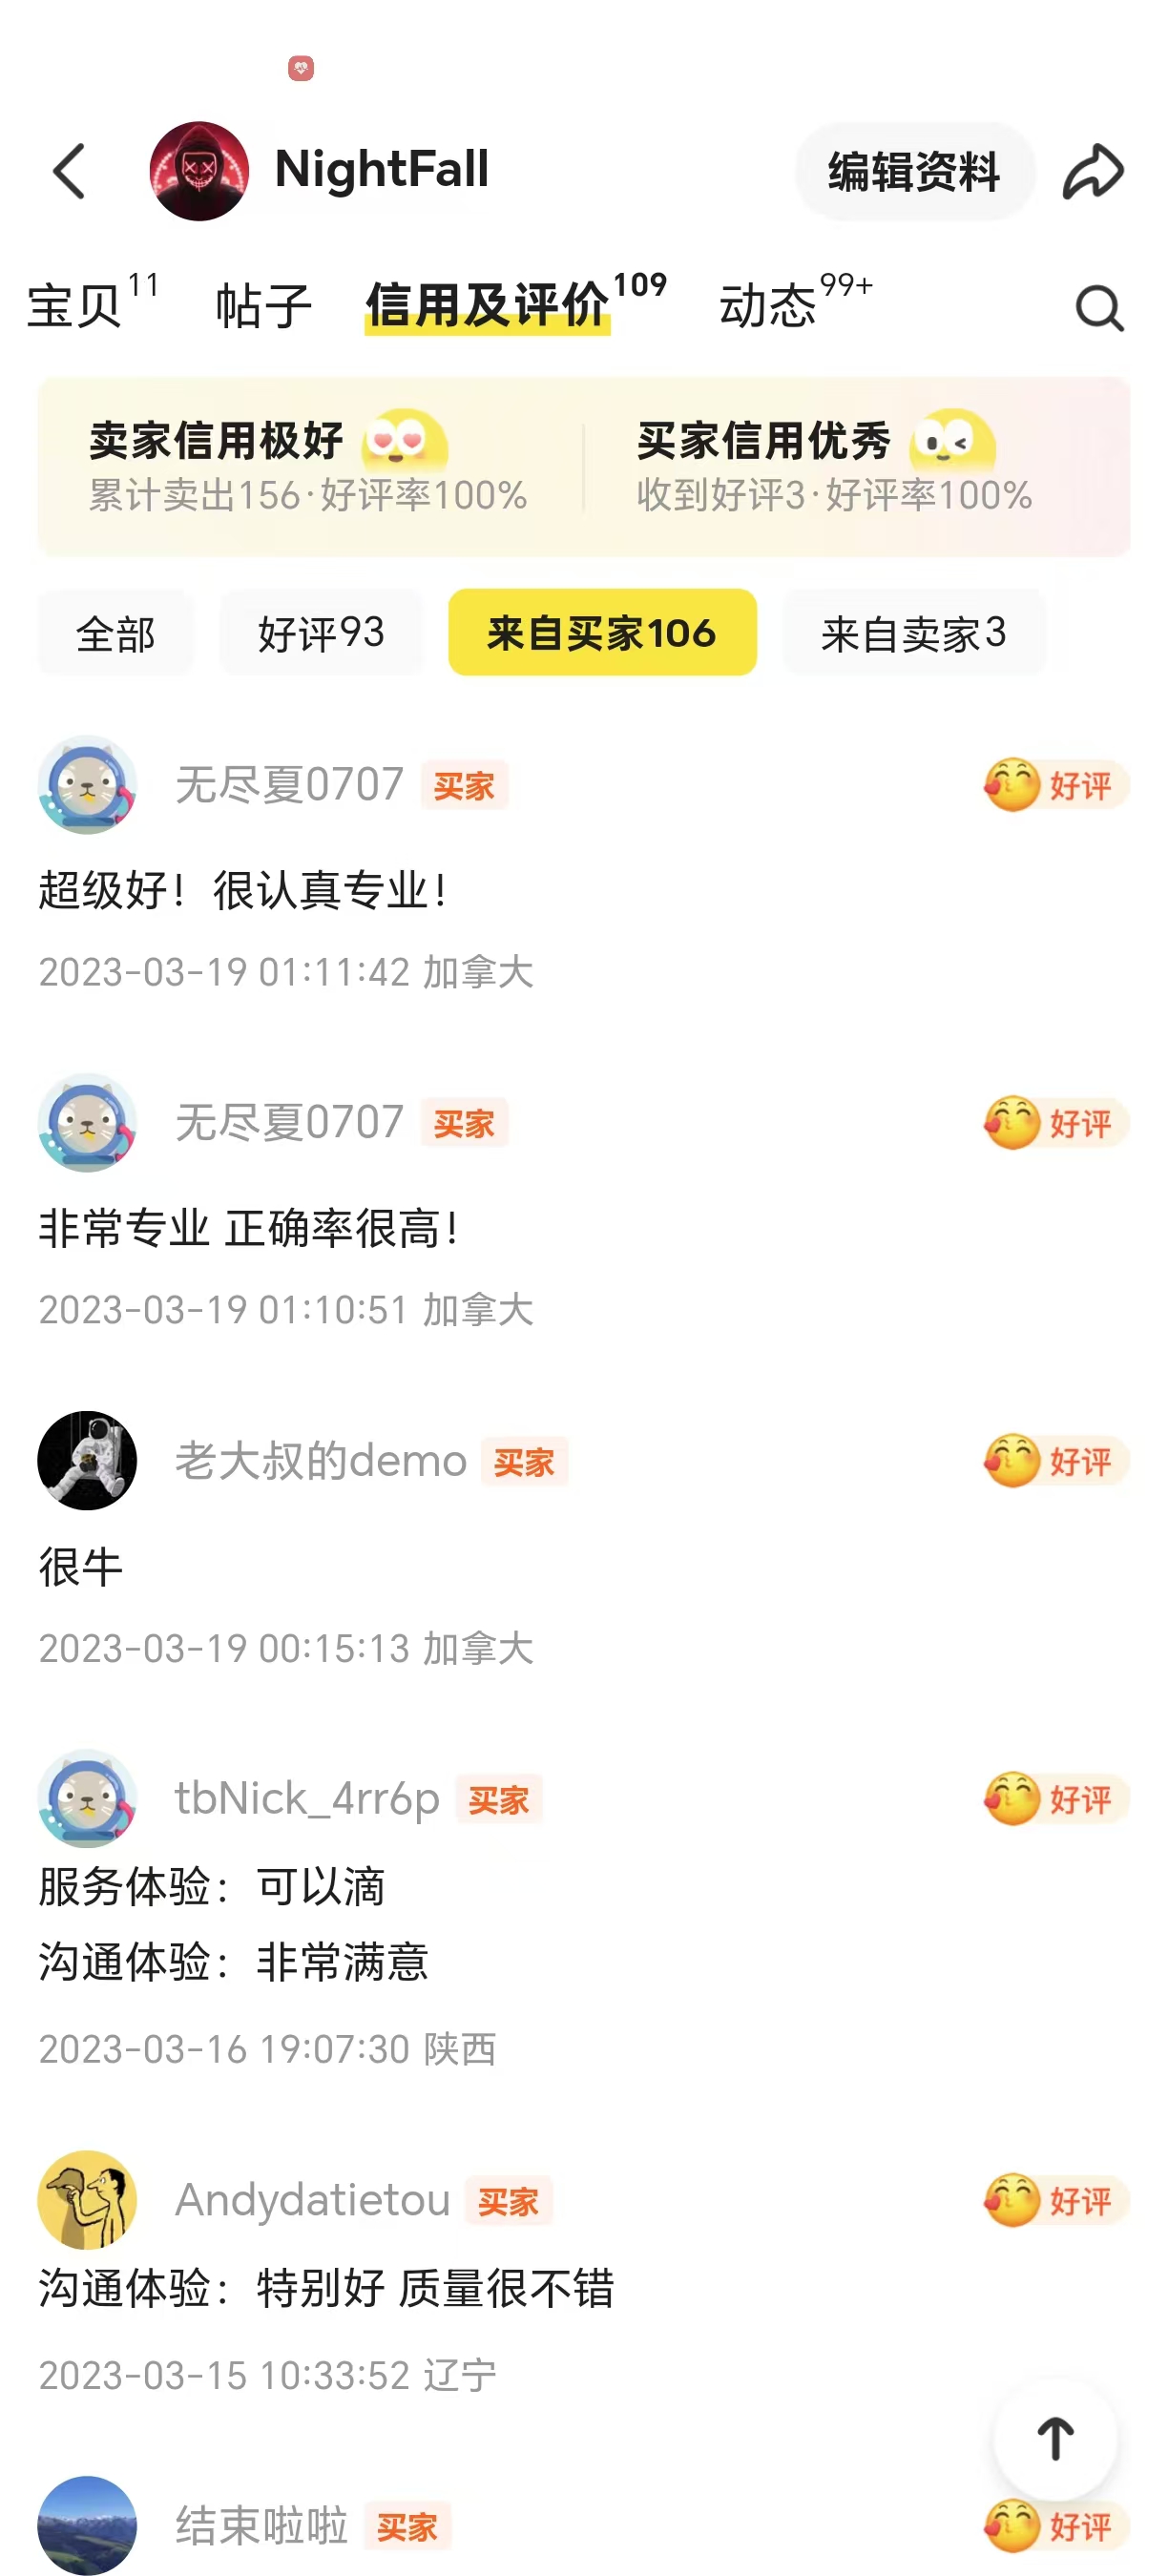 NightFall
编辑资料
宝贝11 帖子 信用及评价109 动态99+
卖家信用极好
累计卖出156·好评率100%
买家信用优秀
收到好评3·好评率100%
全部 好评93 来自买家106 来自卖家3
无尽夏0707 买家 好评
超级好！很认真专业！
2023-03-19 01:11:42 加拿大
无尽夏0707 买家 好评
非常专业 正确率很高！
2023-03-19 01:10:51 加拿大
老大叔的demo 买家 好评
很牛
2023-03-19 00:15:13 加拿大
tbNick_4rr6p 买家 好评
服务体验：可以滴
沟通体验：非常满意
2023-03-16 19:07:30 陕西
Andydatietou 买家 好评
沟通体验：特别好 质量很不错
2023-03-15 10:33:52 辽宁
结束啦啦 买家 好评